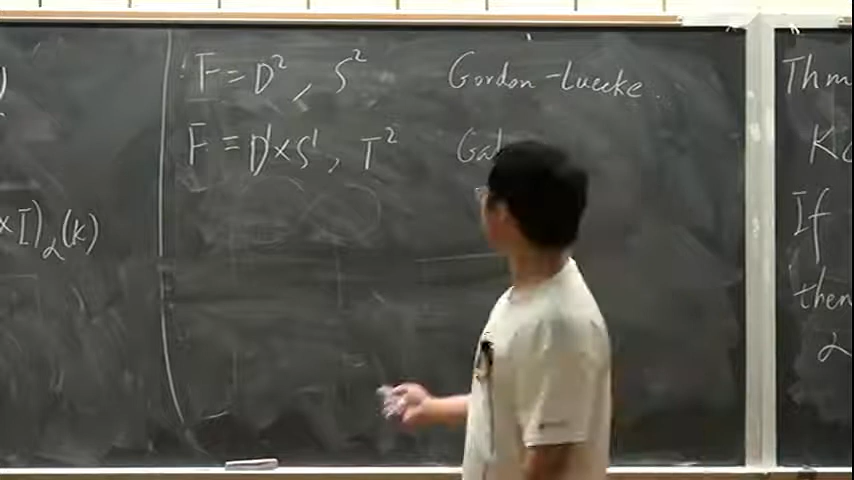 ×I)_α(k)
F = D², S² Gordon-Luecke.
F = D¹×S¹, T²
Thm
If
then
α